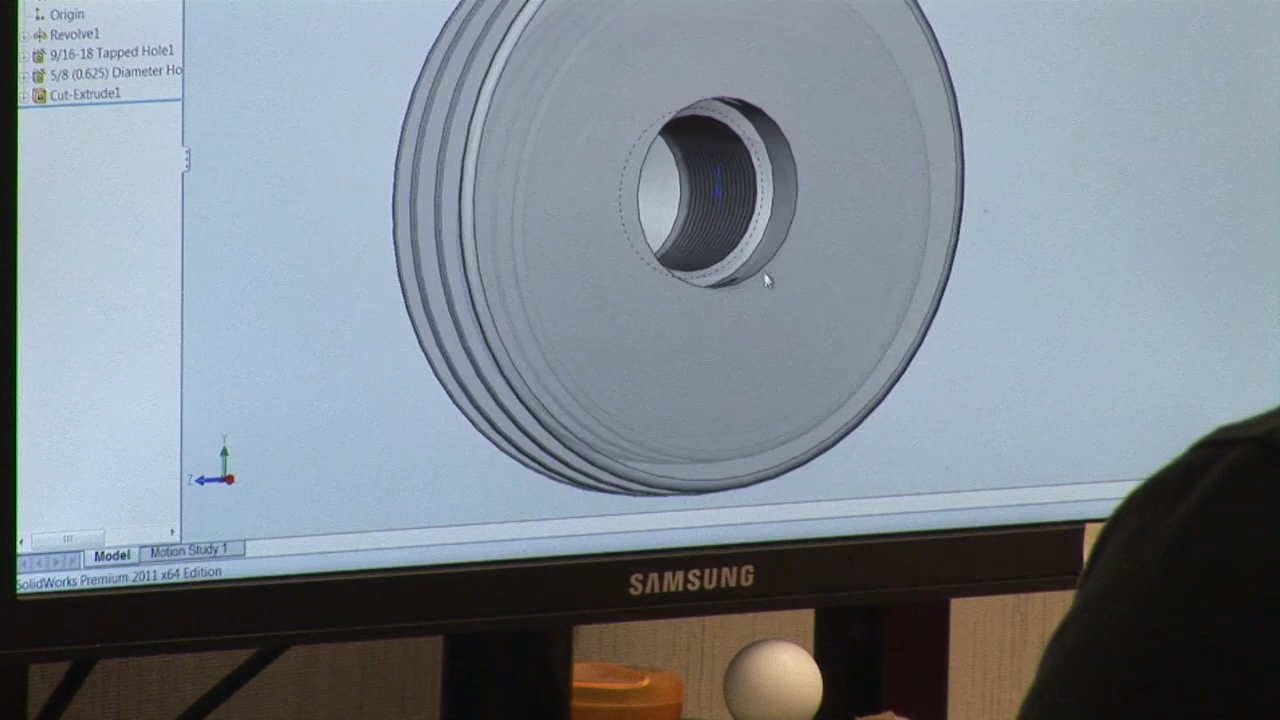 Origin
Revolve1
9/16-18 Tapped Hole1
5/8 (0.625) Diameter Ho
Cut-Extrude1
Y
Z
Model
Motion Study 1
SolidWorks Premium 2011 x64 Edition
SAMSUNG